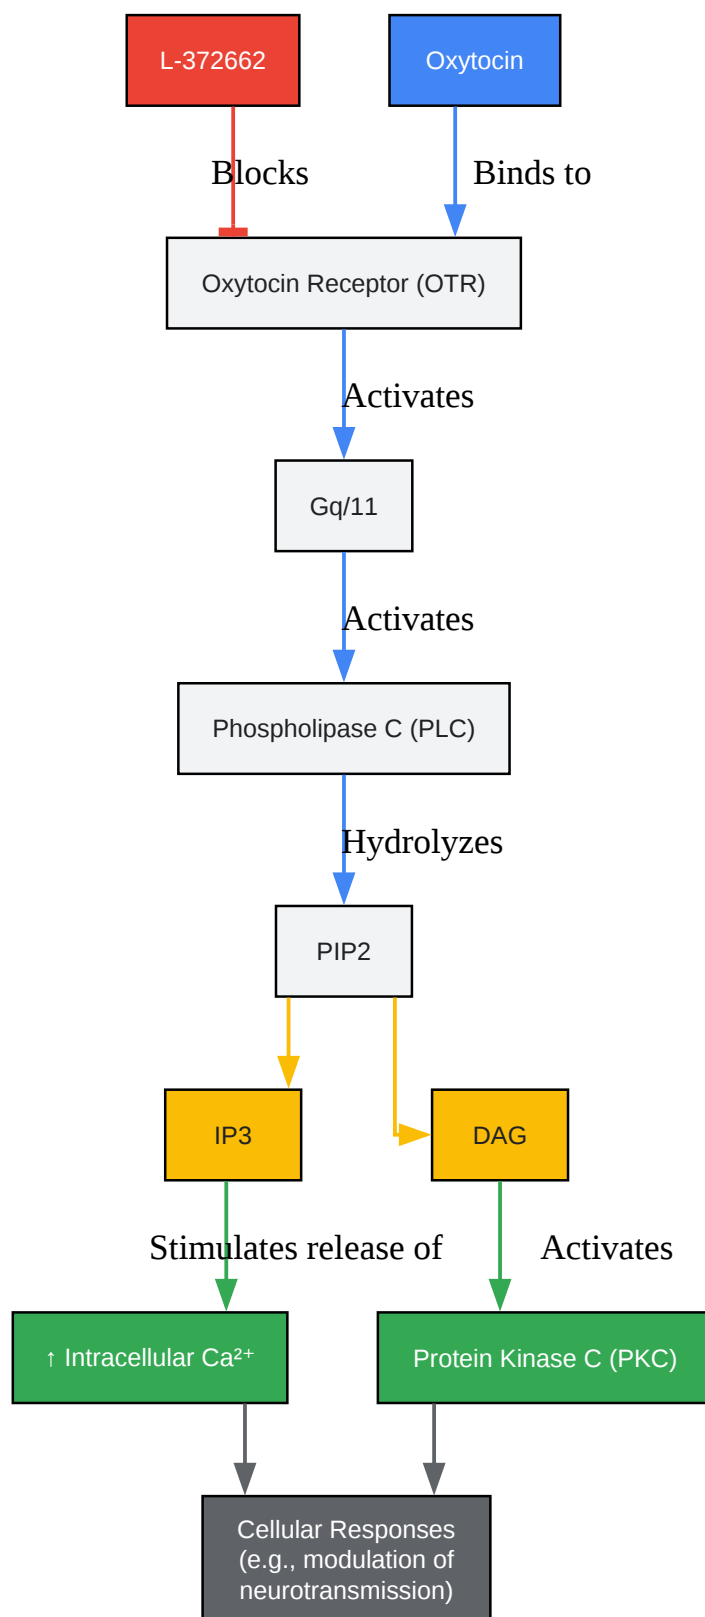 L-372662
Oxytocin
Blocks
Binds to
Oxytocin Receptor (OTR)
Activates
Gq/11
Activates
Phospholipase C (PLC)
Hydrolyzes
PIP2
IP3
DAG
Stimulates release of
Activates
↑ Intracellular Ca²⁺
Protein Kinase C (PKC)
Cellular Responses
(e.g., modulation of
neurotransmission)